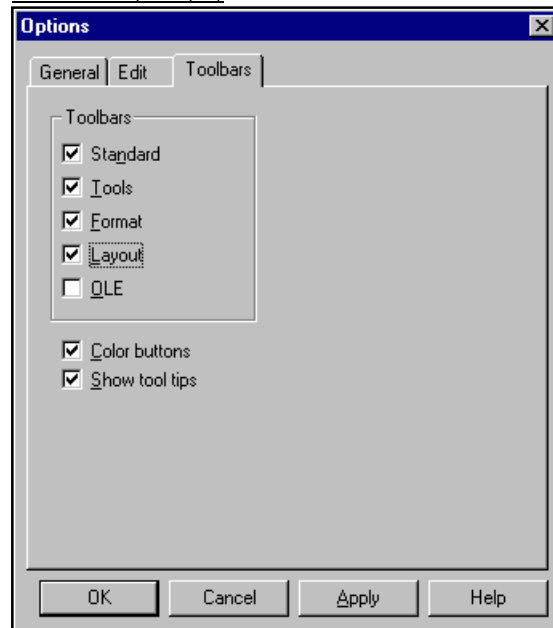 Options
General Edit Toolbars
Toolbars
Standard
Tools
Format
Layout
OLE
Color buttons
Show tool tips
OK Cancel Apply Help